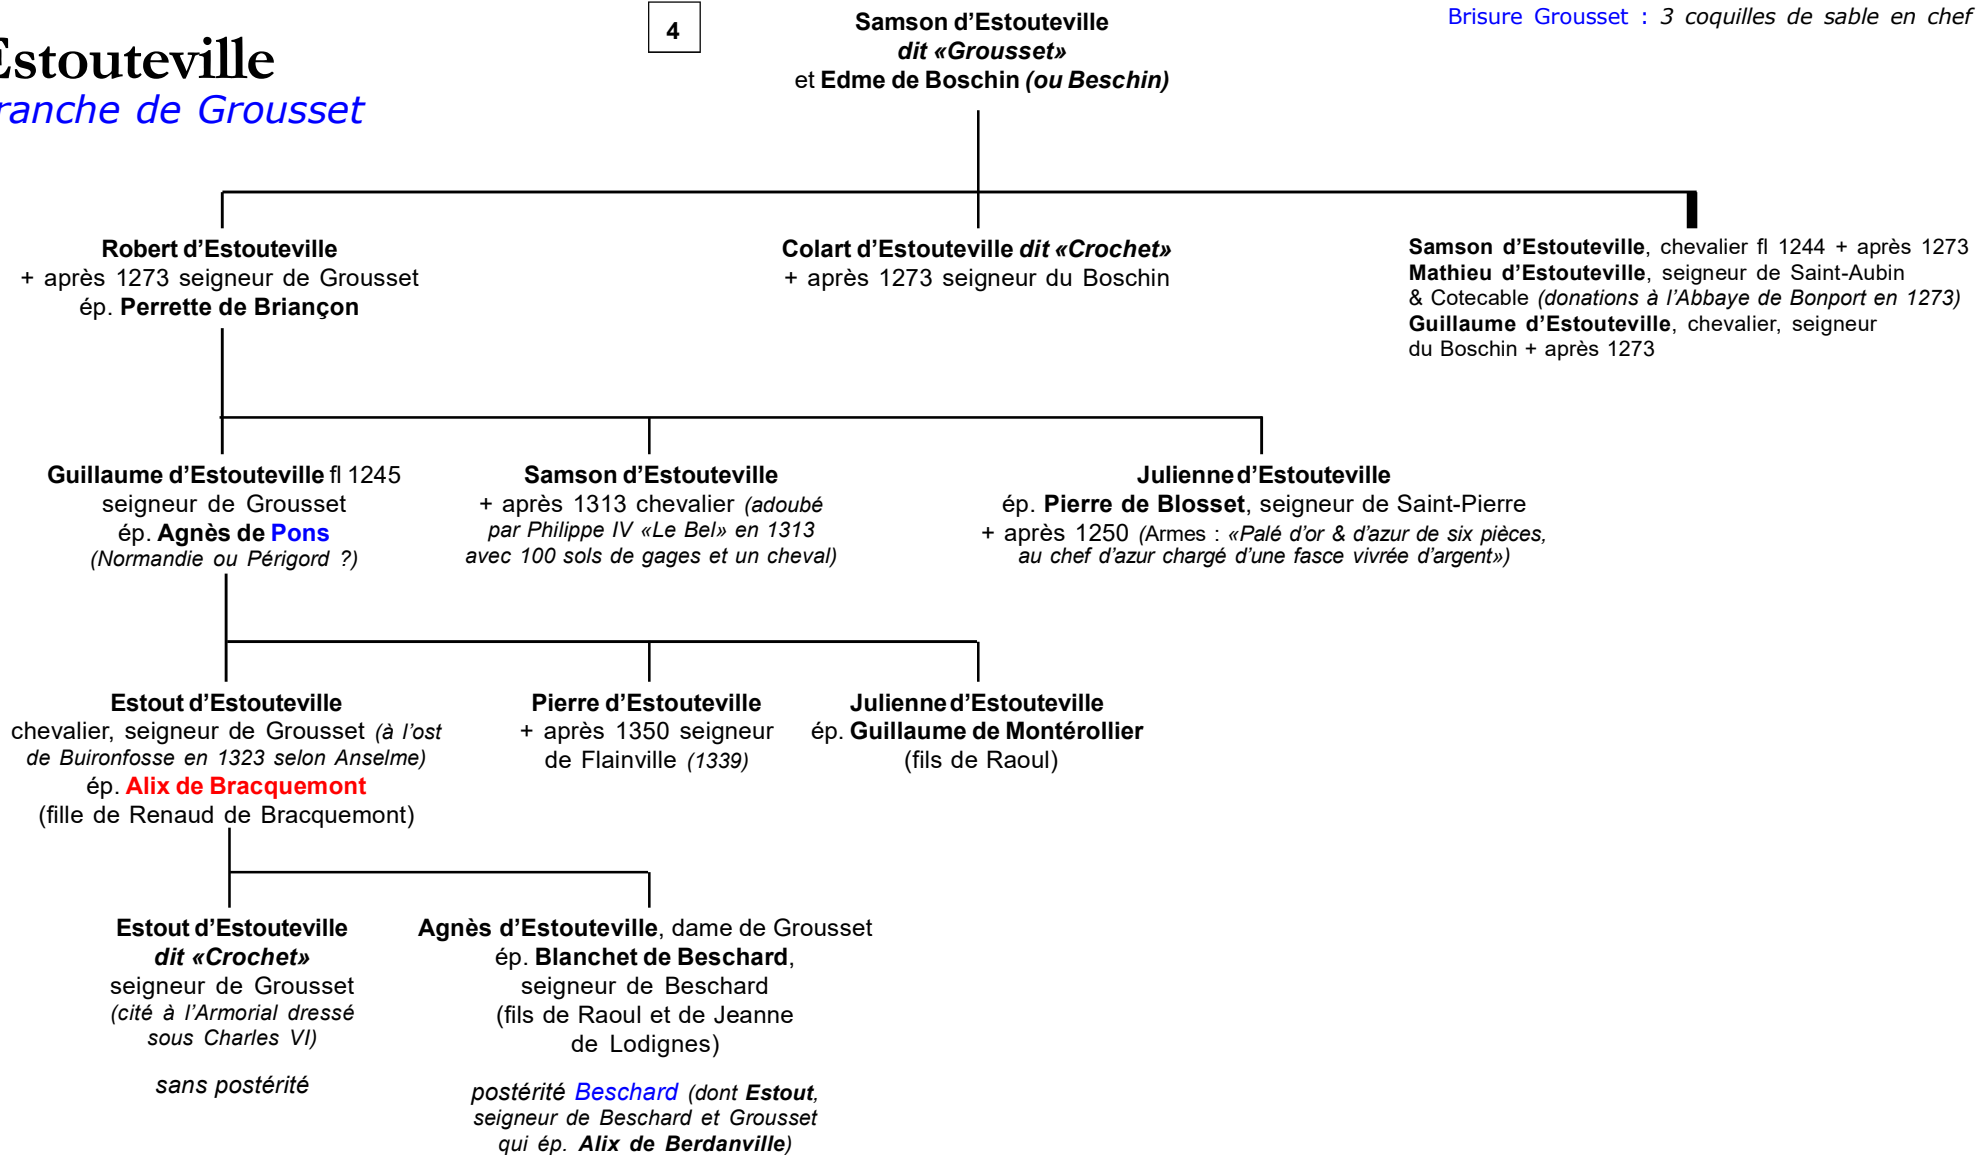 4
Samson d’Estouteville
dit «Grousset»
et Edme de Boschin (ou Beschin)
Brisure Grousset : 3 coquilles de sable en chef
Estouteville
ranche de Grousset
Robert d’Estouteville
+ après 1273 seigneur de Grousset
ép. Perrette de Briançon
Colart d’Estouteville dit «Crochet»
+ après 1273 seigneur du Boschin
Samson d’Estouteville, chevalier fl 1244 + après 1273
Mathieu d’Estouteville, seigneur de Saint-Aubin
& Cotecable (donations à l’Abbaye de Bonport en 1273)
Guillaume d’Estouteville, chevalier, seigneur
du Boschin + après 1273
Guillaume d’Estouteville fl 1245
seigneur de Grousset
ép. Agnès de Pons
(Normandie ou Périgord ?)
Samson d’Estouteville
+ après 1313 chevalier (adoubé
par Philippe IV «Le Bel» en 1313
avec 100 sols de gages et un cheval)
Julienne d’Estouteville
ép. Pierre de Blosset, seigneur de Saint-Pierre
+ après 1250 (Armes : «Palé d’or & d’azur de six pièces,
au chef d’azur chargé d’une fasce vivrée d’argent»)
Estout d’Estouteville
chevalier, seigneur de Grousset (à l’ost
de Buironfosse en 1323 selon Anselme)
ép. Alix de Bracquemont
(fille de Renaud de Bracquemont)
Pierre d’Estouteville
+ après 1350 seigneur
de Flainville (1339)
Julienne d’Estouteville
ép. Guillaume de Montérollier
(fils de Raoul)
Estout d’Estouteville
dit «Crochet»
seigneur de Grousset
(cité à l’Armorial dressé
sous Charles VI)
sans postérité
Agnès d’Estouteville, dame de Grousset
ép. Blanchet de Beschard,
seigneur de Beschard
(fils de Raoul et de Jeanne
de Lodignes)
postérité Beschard (dont Estout,
seigneur de Beschard et Grousset
qui ép. Alix de Berdanville)